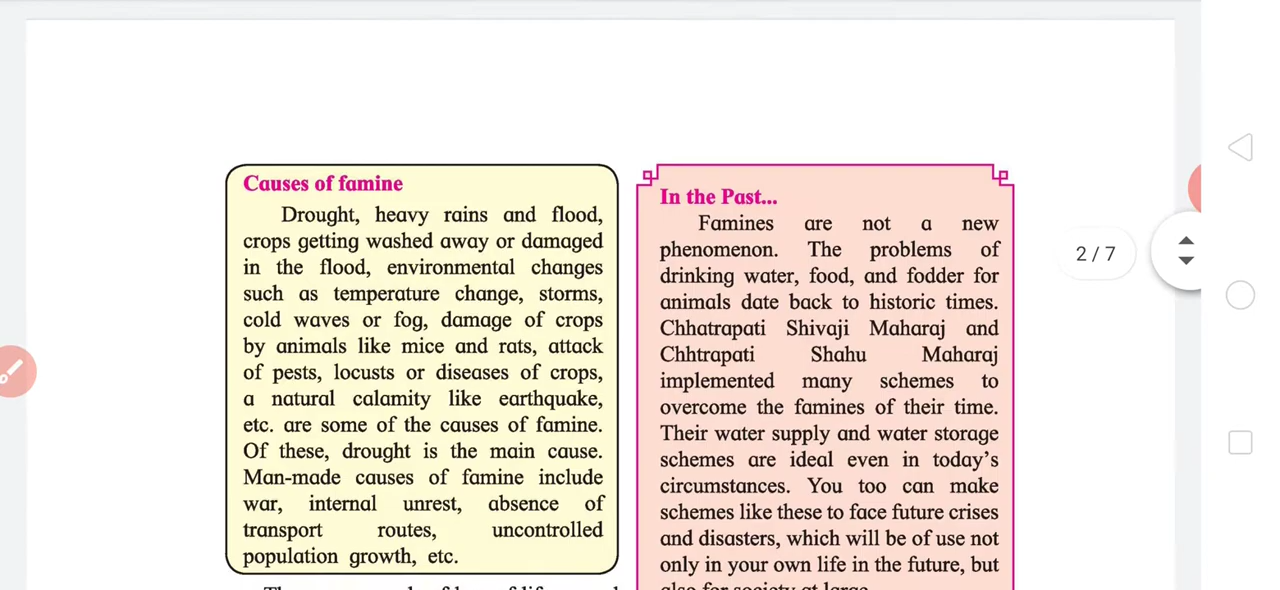 Causes of famine
Drought, heavy rains and flood,
crops getting washed away or damaged
in the flood, environmental changes
such as temperature change, storms,
cold waves or fog, damage of crops
by animals like mice and rats, attack
of pests, locusts or diseases of crops,
a natural calamity like earthquake,
etc. are some of the causes of famine.
Of these, drought is the main cause.
Man-made causes of famine include
war, internal unrest, absence of
transport routes, uncontrolled
population growth, etc.
In the Past...
Famines are not a new
phenomenon. The problems of
drinking water, food, and fodder for
animals date back to historic times.
Chhatrapati Shivaji Maharaj and
Chhtrapati Shahu Maharaj
implemented many schemes to
overcome the famines of their time.
Their water supply and water storage
schemes are ideal even in today's
circumstances. You too can make
schemes like these to face future crises
and disasters, which will be of use not
only in your own life in the future, but
also for society at large
2 / 7